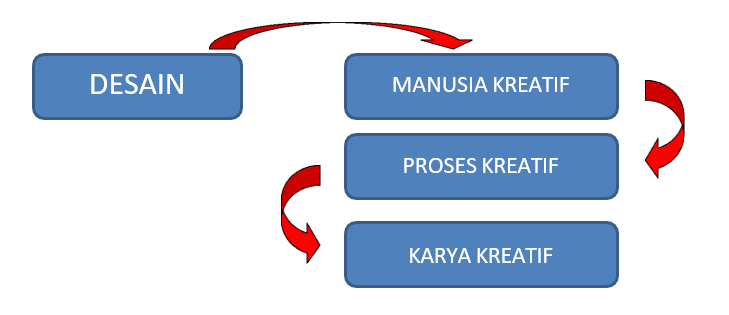 DESAIN
MANUSIA KREATIF
PROSES KREATIF
KARYA KREATIF